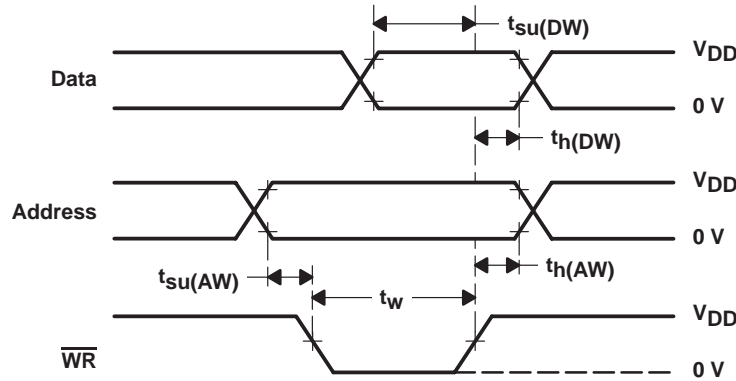 tsu(DW)
VDD
Data
0 V
th(DW)
VDD
Address
0 V
tsu(AW)
th(AW)
tw
VDD
WR
0 V